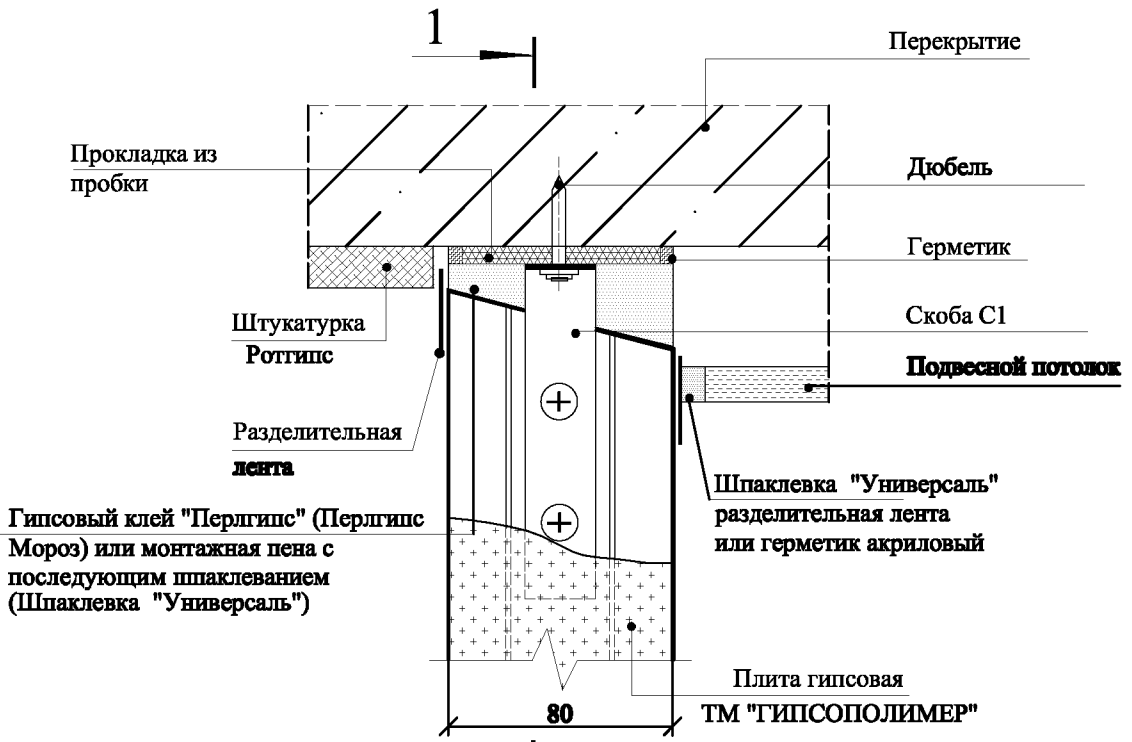 1
Перекрытие
Прокладка из
пробки
Дюбель
Герметик
Штукатурка
Ротгипс
Скоба С1
Подвесной потолок
Разделительная
лента
Шпаклевка "Универсаль"
разделительная лента
или герметик акриловый
Гипсовый клей "Перлгипс" (Перлгипс
Мороз) или монтажная пена с
последующим шпаклеванием
(Шпаклевка "Универсаль")
Плита гипсовая
ТМ "ГИПСОПОЛИМЕР"
80